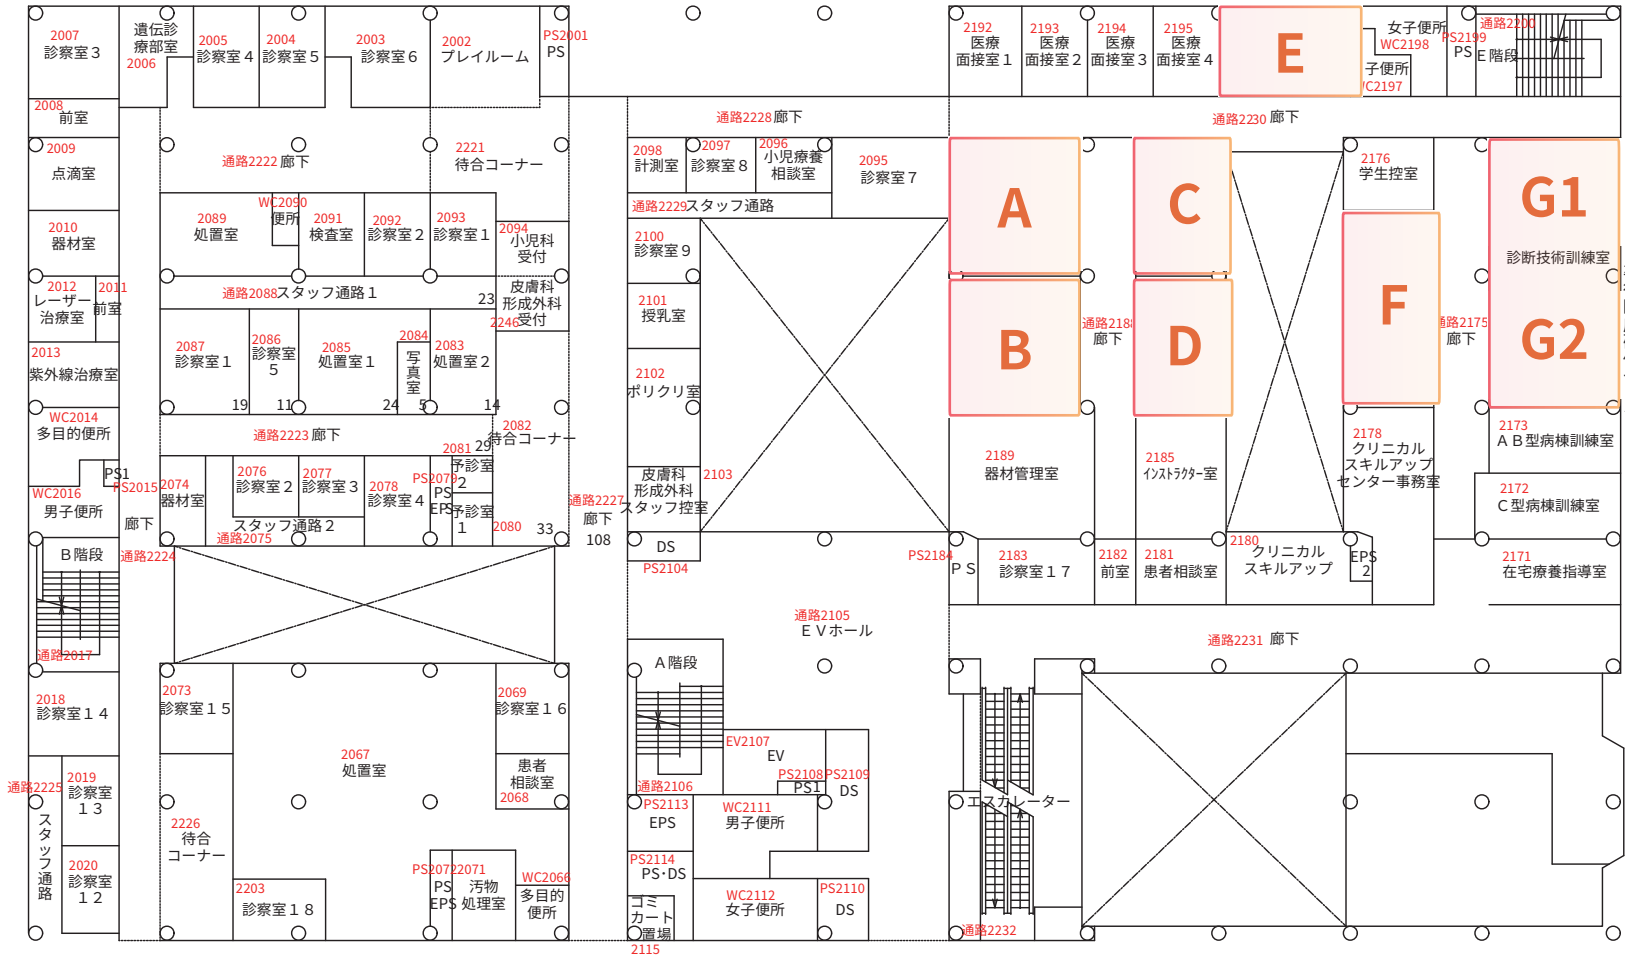 2007
診察室３
遺伝診
療部室
2006
2005
診察室４
2004
診察室５
2003
診察室６
2002
プレイルーム
PS2001
PS
2192
医療
面接室１
2193
医療
面接室２
2194
医療
面接室３
2195
医療
面接室４
E
女子便所
WC2198
子便所
C2197
PS2199
PS
通路2200
Ｅ階段
2008
前室
通路2228 廊下
通路2230 廊下
2009
点滴室
通路2222 廊下
2221
待合コーナー
2098
計測室
2097
診察室８
2096
小児療養
相談室
2095
診察室７
通路2229 スタッフ通路
A
C
2176
学生控室
G1
診断技術訓練室
2010
器材室
2089
処置室
WC2090
便所
2091
検査室
2092
診察室２
2093
診察室１
2094
小児科
受付
2100
診察室９
2012
レーザー
治療室
2011
前室
通路2088 スタッフ通路１
23
皮膚科
形成外科
受付
2246
2101
授乳室
B
通路2188
廊下
D
F
通路2175
廊下
G2
2013
紫外線治療室
2087
診察室１
19
2086
診察室
５
11
2085
処置室１
24
2084
写真室
5
2083
処置室２
14
2102
ポリクリ室
WC2014
多目的便所
通路2223 廊下
2082
待合コーナー
29
2081
予診室
２
PS1
PS2015
WC2016
男子便所
廊下
2074
器材室
2076
診察室２
2077
診察室３
2078
診察室４
PS2079
PS
EPS
予診室
１
2080
33
スタッフ通路２
通路2075
通路2227
廊下
108
皮膚科
形成外科
スタッフ控室
2103
2189
器材管理室
2185
インストラクター室
2178
クリニカル
スキルアップ
センター事務室
2173
ＡＢ型病棟訓練室
2172
Ｃ型病棟訓練室
Ｂ階段
通路2224
DS
PS2104
PS2184
ＰＳ
2183
診察室１７
2182
前室
2181
患者相談室
2180
クリニカル
スキルアップ
EPS
2
2171
在宅療養指導室
通路2105
ＥＶホール
通路2231 廊下
通路2017
Ａ階段
2018
診察室１４
2073
診察室１５
2067
処置室
2069
診察室１６
患者
相談室
2068
EV2107
EV
通路2106
PS2108
PS1
PS2109
DS
通路2225
スタッフ通路
2019
診察室
１３
2020
診察室
１２
2226
待合
コーナー
2203
診察室１８
PS2072
PS
EPS
2071
汚物
処理室
WC2066
多目的
便所
PS2113
EPS
WC2111
男子便所
PS2114
PS･DS
WC2112
女子便所
PS2110
DS
ゴミ
カート
置場
2115
エスカレーター
通路2232